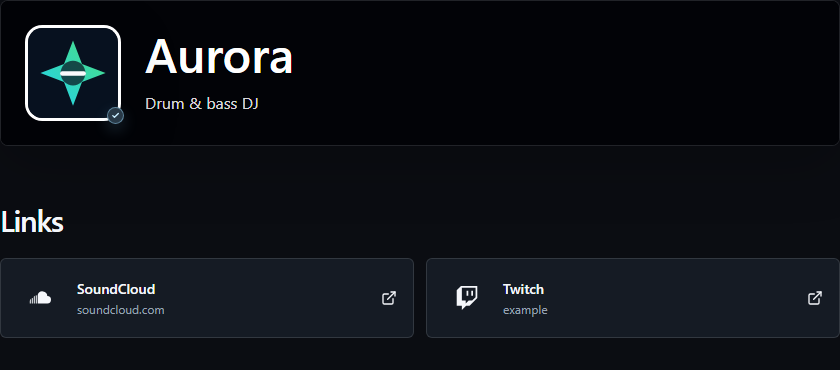 Aurora
Drum & bass DJ
Links
SoundCloud
soundcloud.com
Twitch
example